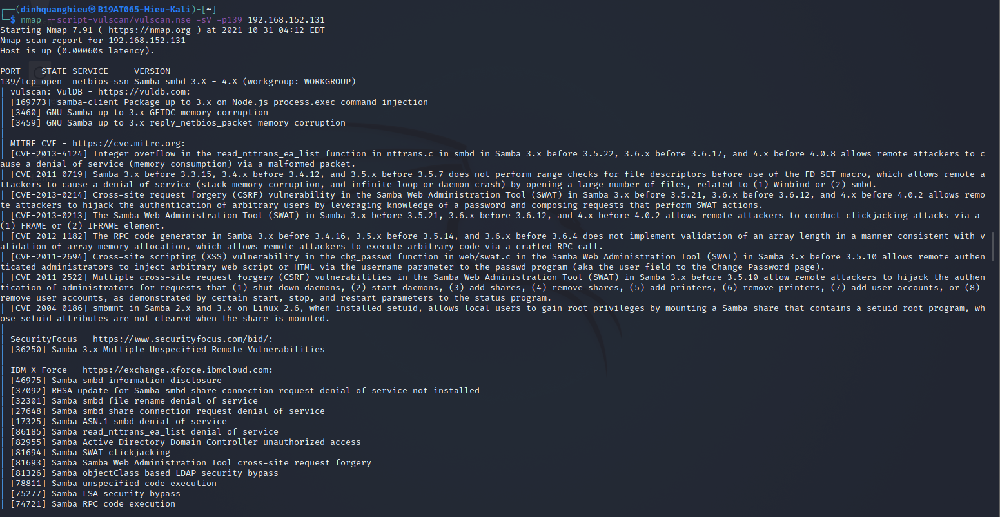 ┌──(dinhquanghieu㉿B19AT065-Hieu-Kali)-[~]
└─$ nmap --script=vulscan/vulscan.nse -sV -p139 192.168.152.131
Starting Nmap 7.91 ( https://nmap.org ) at 2021-10-31 04:12 EDT
Nmap scan report for 192.168.152.131
Host is up (0.00060s latency).
PORT    STATE SERVICE     VERSION
139/tcp open  netbios-ssn Samba smbd 3.X - 4.X (workgroup: WORKGROUP)
| vulscan: VulDB - https://vuldb.com:
| [169773] samba-client Package up to 3.x on Node.js process.exec command injection
| [3460] GNU Samba up to 3.x GETDC memory corruption
| [3459] GNU Samba up to 3.x reply_netbios_packet memory corruption
|
| MITRE CVE - https://cve.mitre.org:
| [CVE-2013-4124] Integer overflow in the read_nttrans_ea_list function in nttrans.c in smbd in Samba 3.x before 3.5.22, 3.6.x before 3.6.17, and 4.x before 4.0.8 allows remote attackers to c
ause a denial of service (memory consumption) via a malformed packet.
| [CVE-2011-0719] Samba 3.x before 3.3.15, 3.4.x before 3.4.12, and 3.5.x before 3.5.7 does not perform range checks for file descriptors before use of the FD_SET macro, which allows remote a
ttackers to cause a denial of service (stack memory corruption, and infinite loop or daemon crash) by opening a large number of files, related to (1) Winbind or (2) smbd.
| [CVE-2013-0214] Cross-site request forgery (CSRF) vulnerability in the Samba Web Administration Tool (SWAT) in Samba 3.x before 3.5.21, 3.6.x before 3.6.12, and 4.x before 4.0.2 allows remo
te attackers to hijack the authentication of arbitrary users by leveraging knowledge of a password and composing requests that perform SWAT actions.
| [CVE-2013-0213] The Samba Web Administration Tool (SWAT) in Samba 3.x before 3.5.21, 3.6.x before 3.6.12, and 4.x before 4.0.2 allows remote attackers to conduct clickjacking attacks via a
(1) FRAME or (2) IFRAME element.
| [CVE-2012-1182] The RPC code generator in Samba 3.x before 3.4.16, 3.5.x before 3.5.14, and 3.6.x before 3.6.4 does not implement validation of an array length in a manner consistent with v
alidation of array memory allocation, which allows remote attackers to execute arbitrary code via a crafted RPC call.
| [CVE-2011-2694] Cross-site scripting (XSS) vulnerability in the chg_passwd function in web/swat.c in the Samba Web Administration Tool (SWAT) in Samba 3.x before 3.5.10 allows remote authen
ticated administrators to inject arbitrary web script or HTML via the username parameter to the passwd program (aka the user field to the Change Password page).
| [CVE-2011-2522] Multiple cross-site request forgery (CSRF) vulnerabilities in the Samba Web Administration Tool (SWAT) in Samba 3.x before 3.5.10 allow remote attackers to hijack the authen
tication of administrators for requests that (1) shut down daemons, (2) start daemons, (3) add shares, (4) remove shares, (5) add printers, (6) remove printers, (7) add user accounts, or (8)
remove user accounts, as demonstrated by certain start, stop, and restart parameters to the status program.
| [CVE-2004-0186] smbmnt in Samba 2.x and 3.x on Linux 2.6, when installed setuid, allows local users to gain root privileges by mounting a Samba share that contains a setuid root program, wh
ose setuid attributes are not cleared when the share is mounted.
|
| SecurityFocus - https://www.securityfocus.com/bid/:
| [36250] Samba 3.x Multiple Unspecified Remote Vulnerabilities
|
| IBM X-Force - https://exchange.xforce.ibmcloud.com:
| [46975] Samba smbd information disclosure
| [37092] RHSA update for Samba smbd share connection request denial of service not installed
| [32301] Samba smbd file rename denial of service
| [27648] Samba smbd share connection request denial of service
| [17325] Samba ASN.1 smbd denial of service
| [86185] Samba read_nttrans_ea_list denial of service
| [82955] Samba Active Directory Domain Controller unauthorized access
| [81694] Samba SWAT clickjacking
| [81693] Samba Samba Web Administration Tool cross-site request forgery
| [81326] Samba objectClass based LDAP security bypass
| [78811] Samba unspecified code execution
| [75277] Samba LSA security bypass
| [74721] Samba RPC code execution